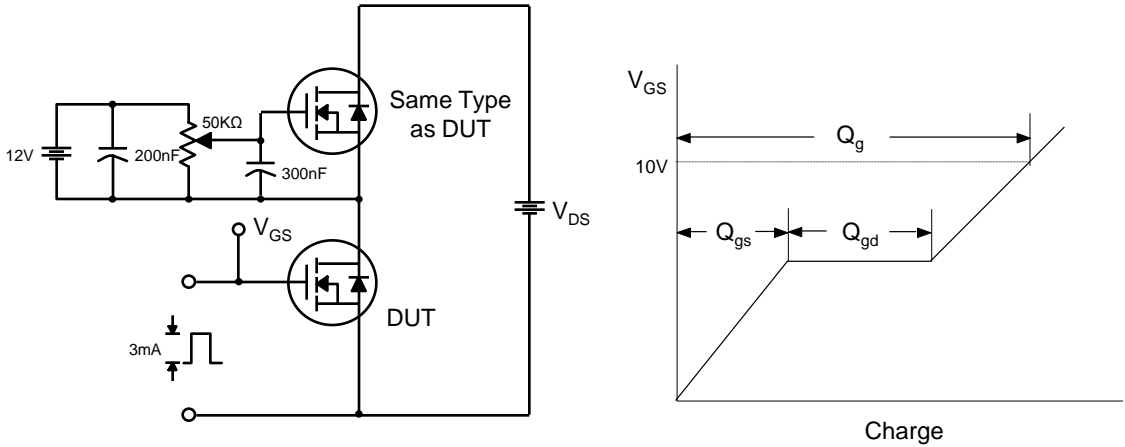 Same Type
as DUT
50KΩ
12V
200nF
300nF
V_GS
V_DS
DUT
3mA
V_GS
Q_g
10V
Q_gs
Q_gd
Charge